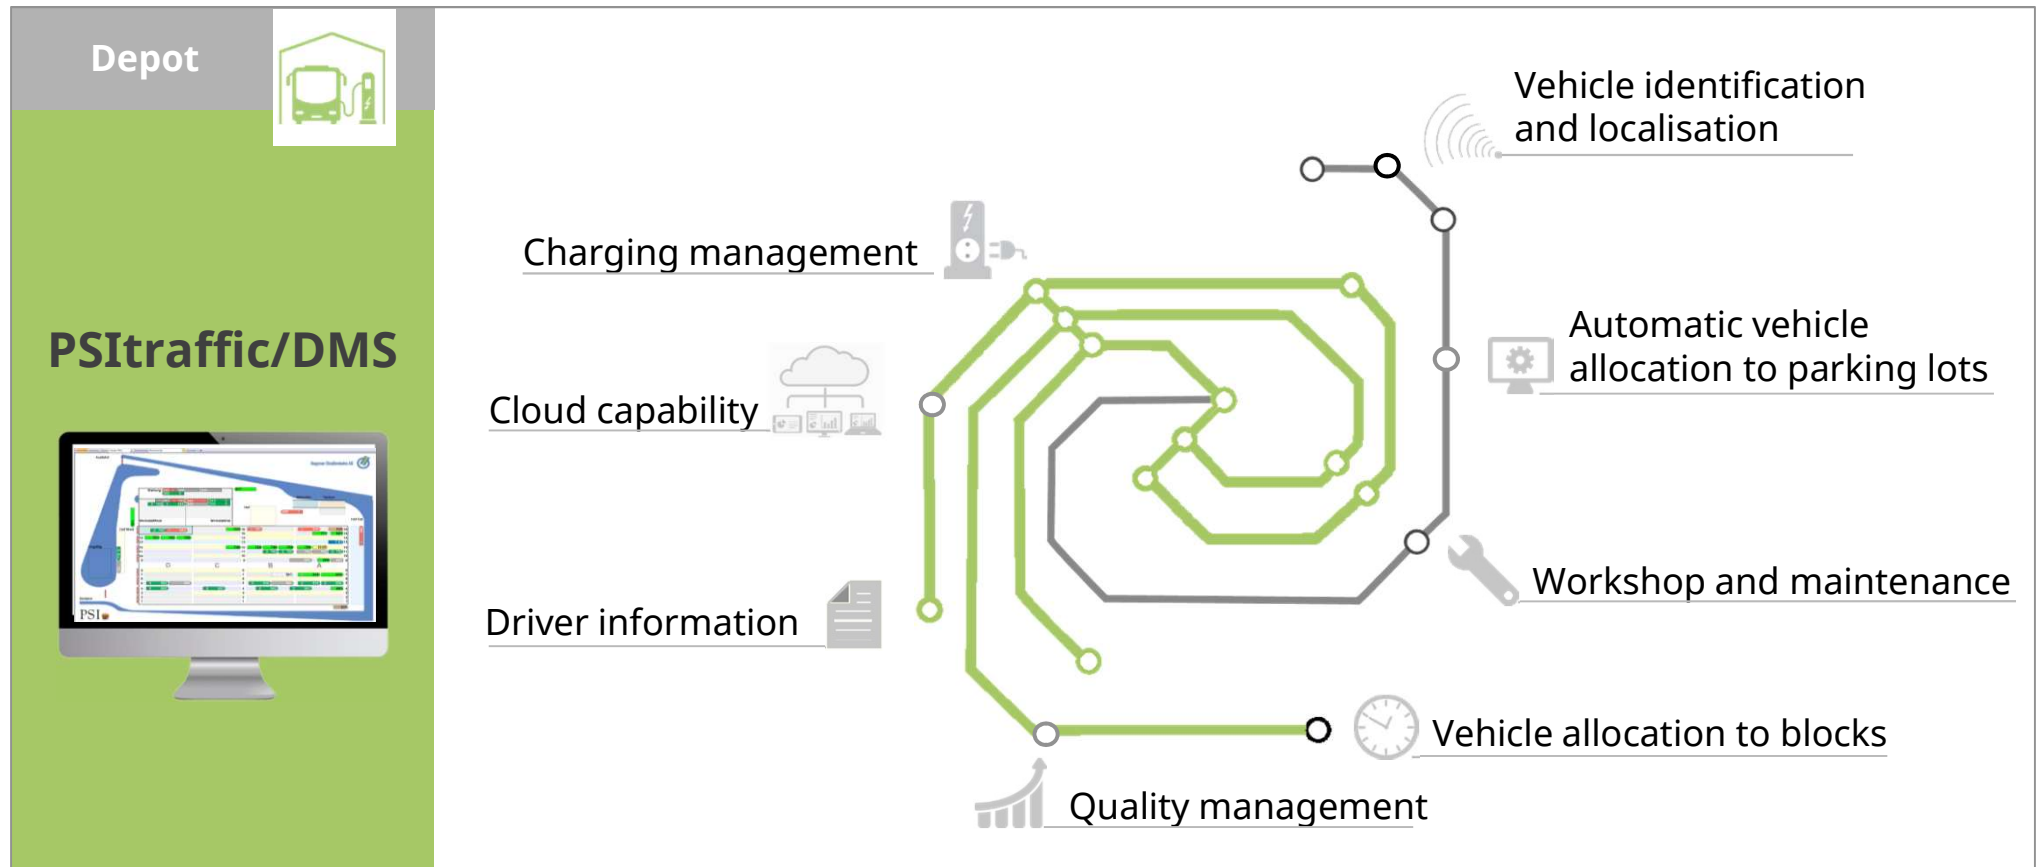 Depot
PSItraffic/DMS
D
C
B
A
PSI
Vehicle identification
and localisation
Charging management
Automatic vehicle
allocation to parking lots
Cloud capability
Workshop and maintenance
Driver information
Vehicle allocation to blocks
Quality management